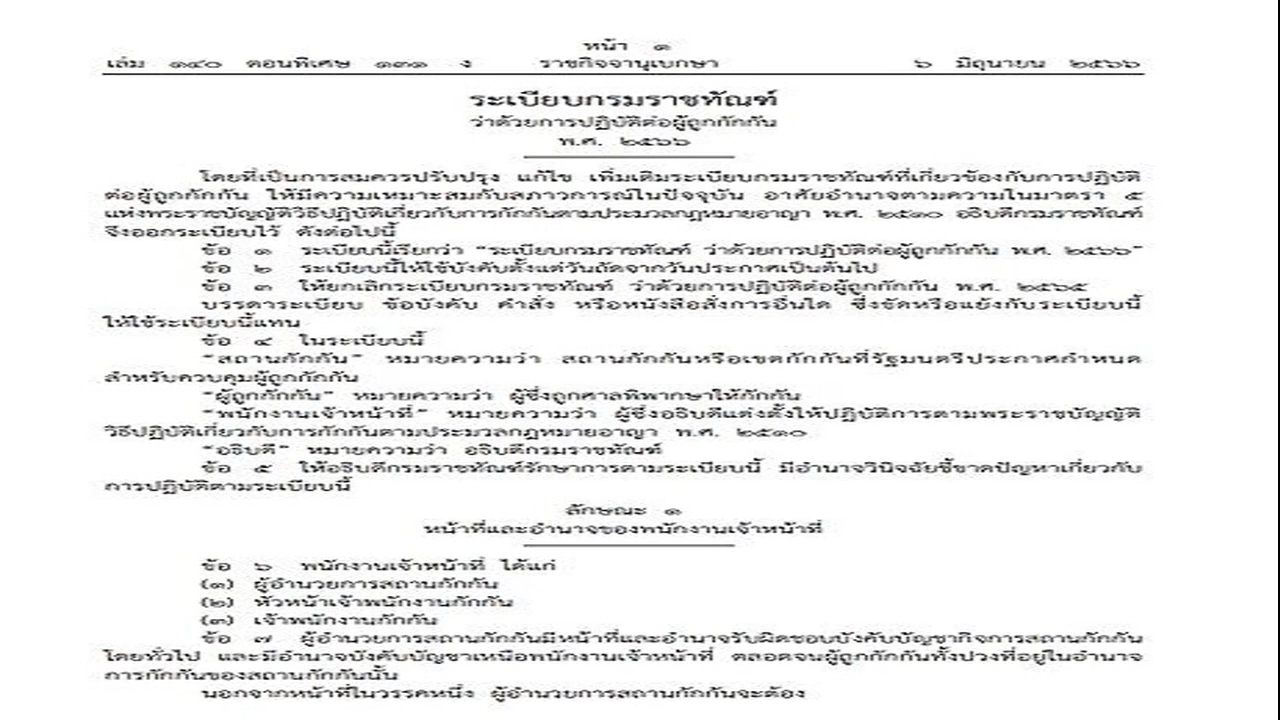 หน้า ๑
เล่ม ๑๔๐ ตอนพิเศษ ๑๓๑ ง ราชกิจจานุเบกษา ๖ มิถุนายน ๒๕๖๖
ระเบียบกรมราชทัณฑ์
ว่าด้วยการปฏิบัติต่อผู้ถูกกักกัน
พ.ศ. ๒๕๖๖
โดยที่เป็นการสมควรปรับปรุง แก้ไข เพิ่มเติมระเบียบกรมราชทัณฑ์ที่เกี่ยวข้องกับการปฏิบัติ
ต่อผู้ถูกกักกัน ให้มีความเหมาะสมกับสภาวการณ์ในปัจจุบัน อาศัยอำนาจตามความในมาตรา ๕
แห่งพระราชบัญญัติวิธีปฏิบัติเกี่ยวกับการกักกันตามประมวลกฎหมายอาญา พ.ศ. ๒๕๑๐ อธิบดีกรมราชทัณฑ์
จึงออกระเบียบไว้ ดังต่อไปนี้
ข้อ ๑ ระเบียบนี้เรียกว่า “ระเบียบกรมราชทัณฑ์ ว่าด้วยการปฏิบัติต่อผู้ถูกกักกัน พ.ศ. ๒๕๖๖”
ข้อ ๒ ระเบียบนี้ให้ใช้บังคับตั้งแต่วันถัดจากวันประกาศเป็นต้นไป
ข้อ ๓ ให้ยกเลิกระเบียบกรมราชทัณฑ์ ว่าด้วยการปฏิบัติต่อผู้ถูกกักกัน พ.ศ. ๒๕๖๕
บรรดาระเบียบ ข้อบังคับ คำสั่ง หรือหนังสือสั่งการอื่นใด ซึ่งขัดหรือแย้งกับระเบียบนี้
ให้ใช้ระเบียบนี้แทน
ข้อ ๔ ในระเบียบนี้
“สถานกักกัน” หมายความว่า สถานกักกันหรือเขตกักกันที่รัฐมนตรีประกาศกำหนด
สำหรับควบคุมผู้ถูกกักกัน
“ผู้ถูกกักกัน” หมายความว่า ผู้ซึ่งถูกศาลพิพากษาให้กักกัน
“พนักงานเจ้าหน้าที่” หมายความว่า ผู้ซึ่งอธิบดีแต่งตั้งให้ปฏิบัติการตามพระราชบัญญัติ
วิธีปฏิบัติเกี่ยวกับการกักกันตามประมวลกฎหมายอาญา พ.ศ. ๒๕๑๐
“อธิบดี” หมายความว่า อธิบดีกรมราชทัณฑ์
ข้อ ๕ ให้อธิบดีกรมราชทัณฑ์รักษาการตามระเบียบนี้ มีอำนาจวินิจฉัยชี้ขาดปัญหาเกี่ยวกับ
การปฏิบัติตามระเบียบนี้
ลักษณะ ๑
หน้าที่และอำนาจของพนักงานเจ้าหน้าที่
ข้อ ๖ พนักงานเจ้าหน้าที่ ได้แก่
(๑) ผู้อำนวยการสถานกักกัน
(๒) หัวหน้าเจ้าพนักงานกักกัน
(๓) เจ้าพนักงานกักกัน
ข้อ ๗ ผู้อำนวยการสถานกักกันมีหน้าที่และอำนาจรับผิดชอบบังคับบัญชากิจการสถานกักกัน
โดยทั่วไป และมีอำนาจบังคับบัญชาเหนือพนักงานเจ้าหน้าที่ ตลอดจนผู้ถูกกักกันทั้งปวงที่อยู่ในอำนาจ
การกักกันของสถานกักกันนั้น
นอกจากหน้าที่ในวรรคหนึ่ง ผู้อำนวยการสถานกักกันจะต้อง